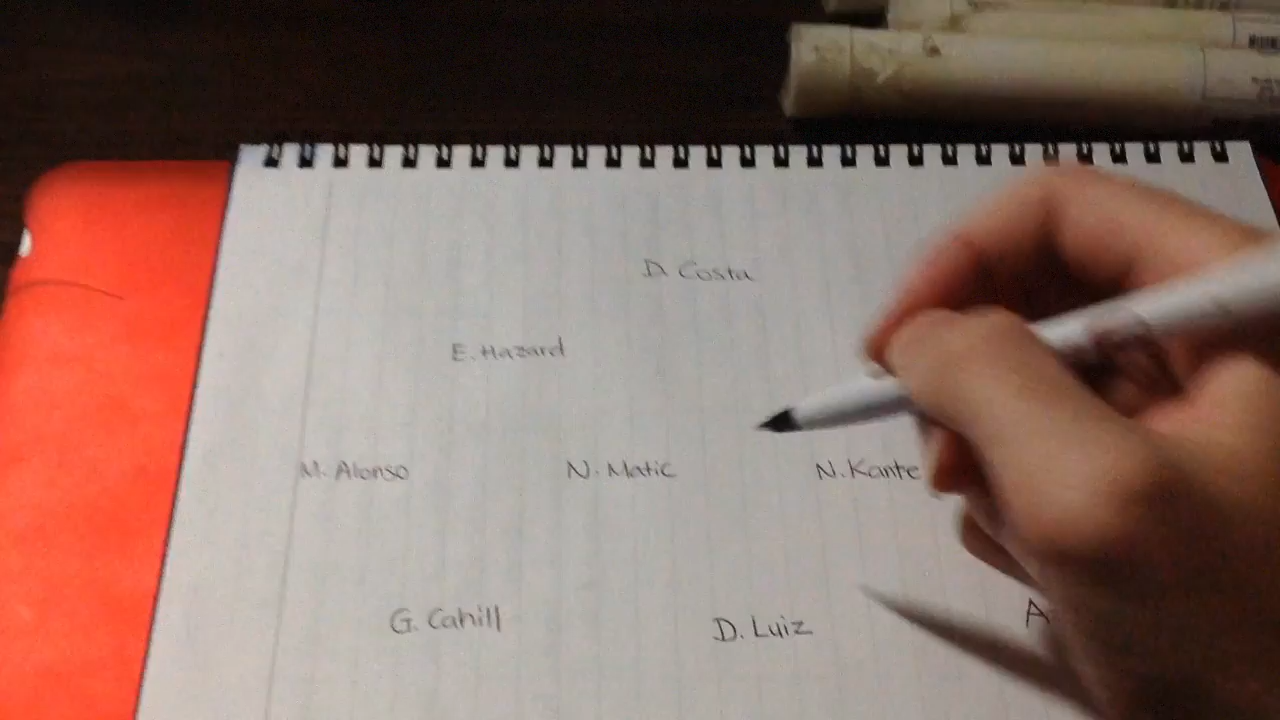 D. Costa
E. Hazard
M. Alonso N. Matic N. Kante
G. Cahill D. Luiz A